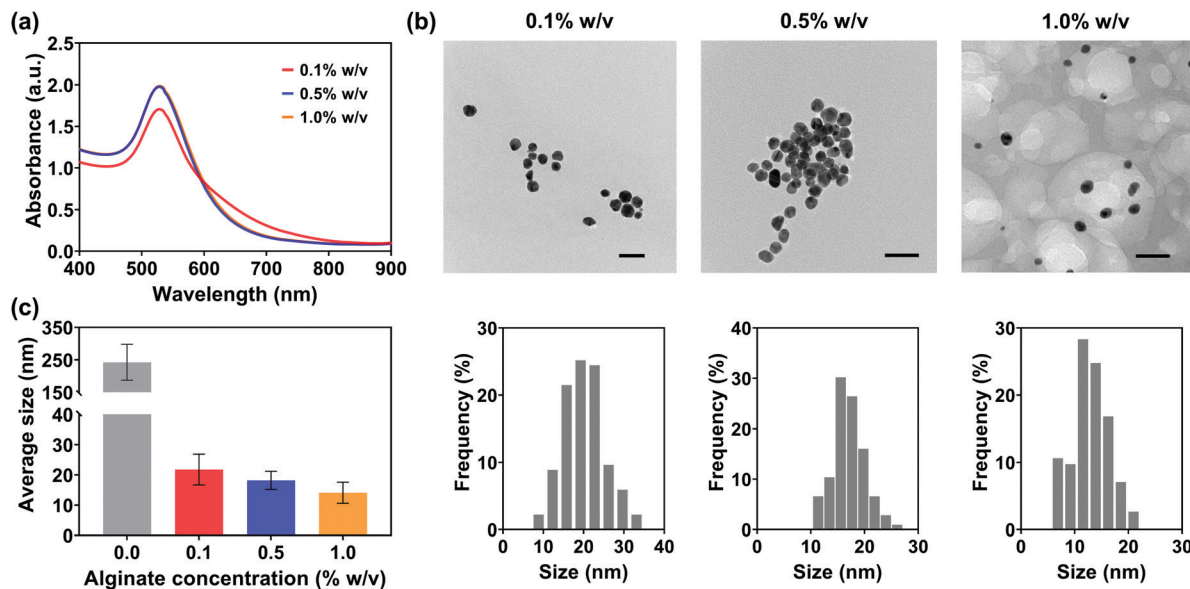 (a)
2.5
2.0
1.5
1.0
0.5
0.0
Absorbance (a.u.)
0.1% w/v
0.5% w/v
1.0% w/v
400 500 600 700 800 900
Wavelength (nm)
(b)
0.1% w/v 0.5% w/v 1.0% w/v
(c)
350
250
150
40
30
20
10
0
Average size (nm)
0.0 0.1 0.5 1.0
Alginate concentration (% w/v)
30
20
10
0
Frequency (%)
0 10 20 30 40
Size (nm)
40
30
20
10
0
Frequency (%)
0 10 20 30
Size (nm)
30
20
10
0
Frequency (%)
0 10 20 30
Size (nm)